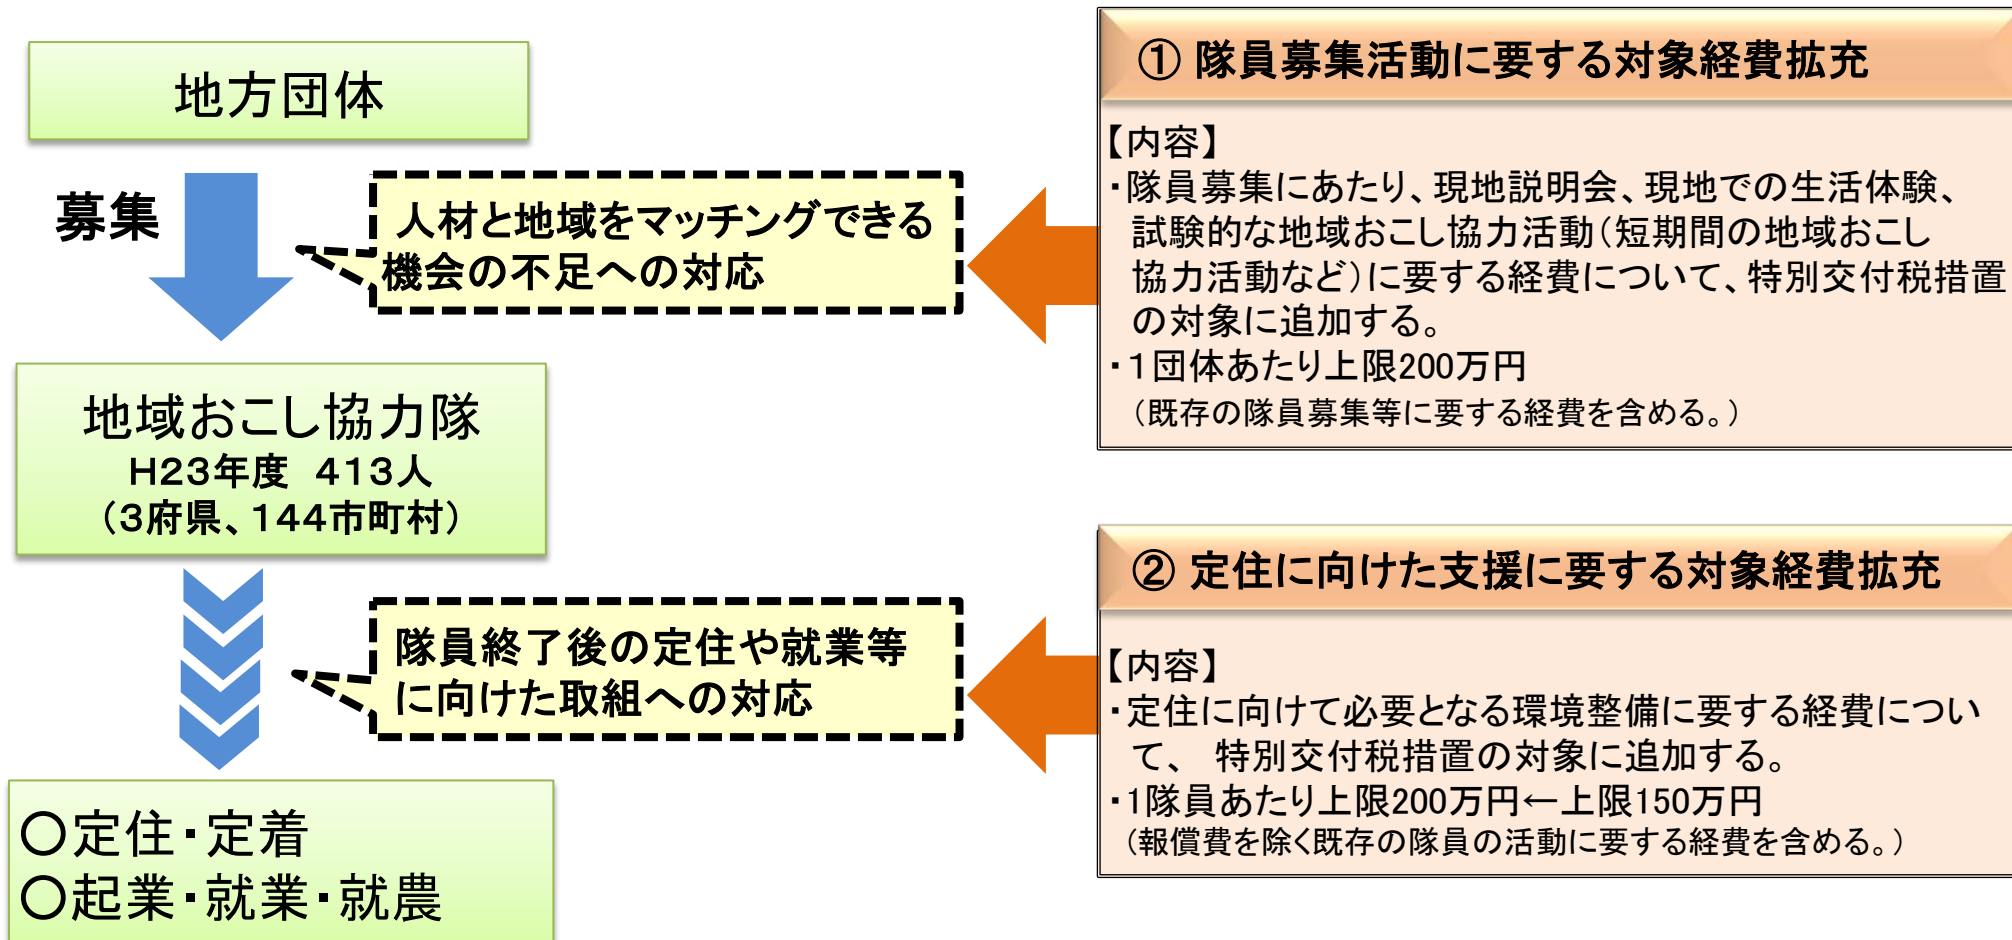 地方団体
募集
人材と地域をマッチングできる
機会の不足への対応
地域おこし協力隊
H23年度 413人
（3府県、144市町村）
隊員終了後の定住や就業等
に向けた取組への対応
○定住・定着
○起業・就業・就農
① 隊員募集活動に要する対象経費拡充
【内容】
・隊員募集にあたり、現地説明会、現地での生活体験、
試験的な地域おこし協力活動（短期間の地域おこし
協力活動など）に要する経費について、特別交付税措置
の対象に追加する。
・１団体あたり上限200万円
（既存の隊員募集等に要する経費を含める。）
② 定住に向けた支援に要する対象経費拡充
【内容】
・定住に向けて必要となる環境整備に要する経費につい
て、 特別交付税措置の対象に追加する。
・1隊員あたり上限200万円←上限150万円
（報償費を除く既存の隊員の活動に要する経費を含める。）